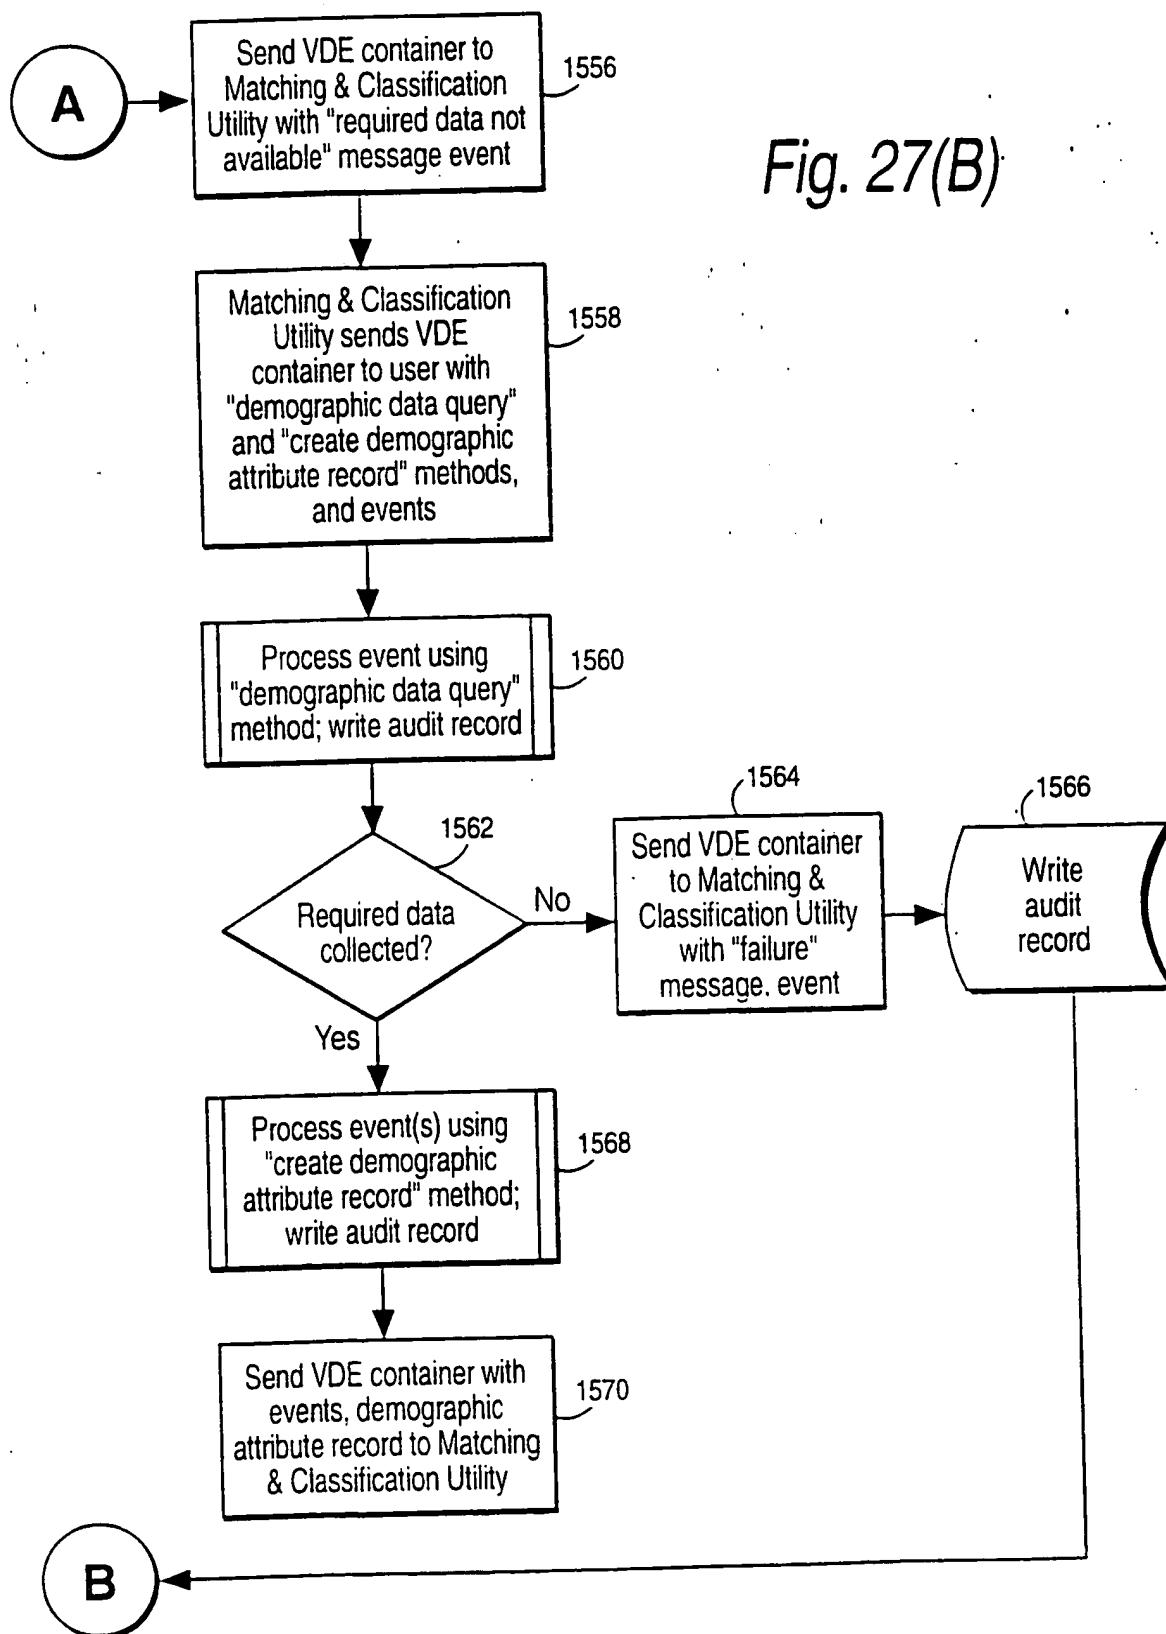 A
Send VDE container to
Matching & Classification
Utility with "required data not
available" message event
1556
Fig. 27(B)
Matching & Classification
Utility sends VDE
container to user with
"demographic data query"
and "create demographic
attribute record" methods,
and events
1558
Process event using
"demographic data query"
method; write audit record
1560
Required data
collected?
1562
No
Yes
Send VDE container
to Matching &
Classification Utility
with "failure"
message. event
1564
Write
audit
record
1566
Process event(s) using
"create demographic
attribute record" method;
write audit record
1568
Send VDE container with
events, demographic
attribute record to Matching
& Classification Utility
1570
B